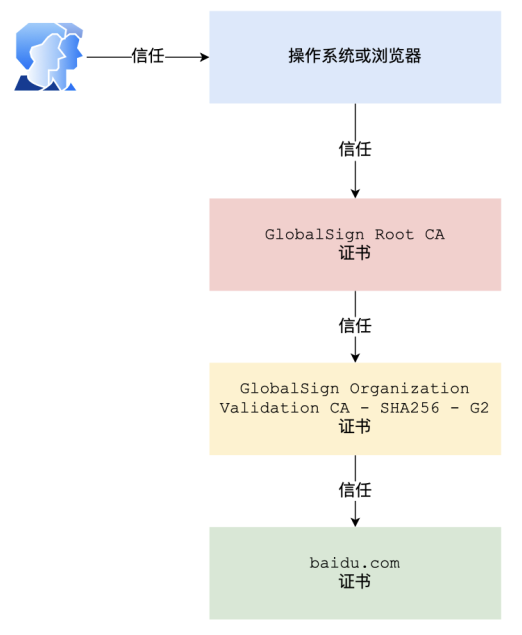 信任
操作系统或浏览器
信任
GlobalSign Root CA
证书
信任
GlobalSign Organization
Validation CA - SHA256 - G2
证书
信任
baidu.com
证书